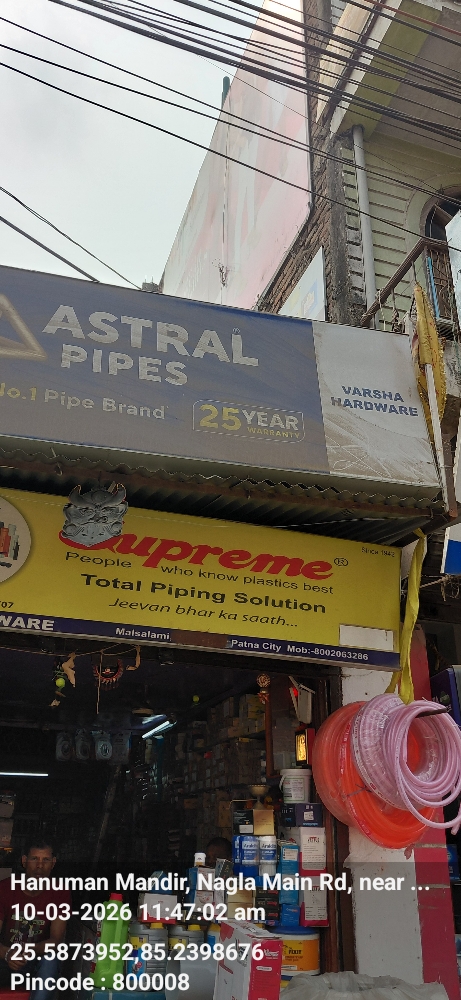 ASTRAL
PIPES
No.1 Pipe Brand
25 YEAR
WARRANTY
VARSHA
HARDWARE
Supreme®
Since 1942
People who know plastics best
Total Piping Solution
Jeevan bhar ka saath...
WARE
Malsalami, Patna City Mob:-8002063286
Hanuman Mandir, Nagla Main Rd, near ...
10-03-2026 11:47:02 am
25.5873952,85.2398676
Pincode : 800008